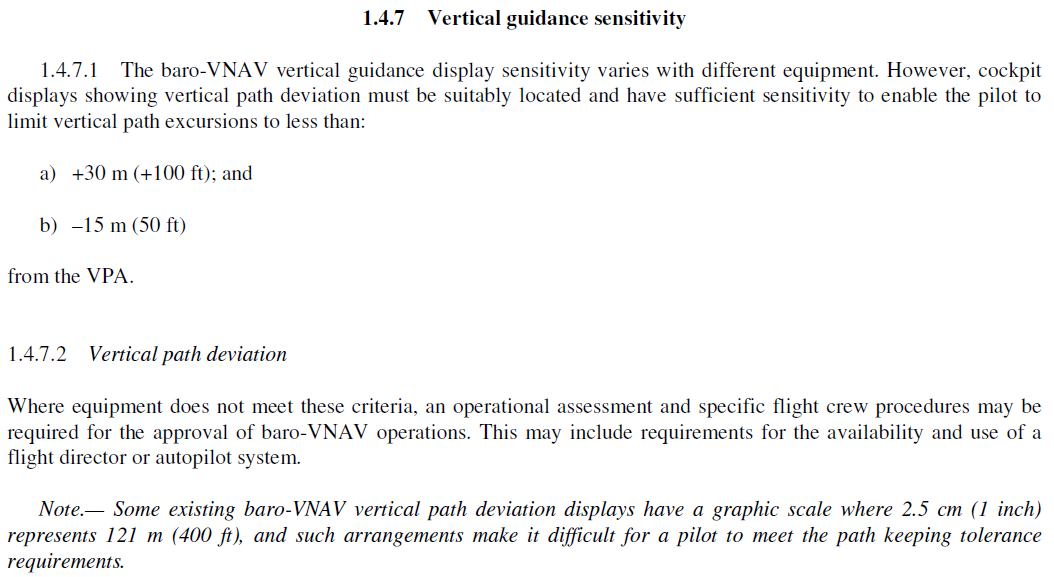 1.4.7 Vertical guidance sensitivity
1.4.7.1 The baro-VNAV vertical guidance display sensitivity varies with different equipment. However, cockpit
displays showing vertical path deviation must be suitably located and have sufficient sensitivity to enable the pilot to
limit vertical path excursions to less than:
a) +30 m (+100 ft); and
b) –15 m (50 ft)
from the VPA.
1.4.7.2 Vertical path deviation
Where equipment does not meet these criteria, an operational assessment and specific flight crew procedures may be
required for the approval of baro-VNAV operations. This may include requirements for the availability and use of a
flight director or autopilot system.
Note.— Some existing baro-VNAV vertical path deviation displays have a graphic scale where 2.5 cm (1 inch)
represents 121 m (400 ft), and such arrangements make it difficult for a pilot to meet the path keeping tolerance
requirements.